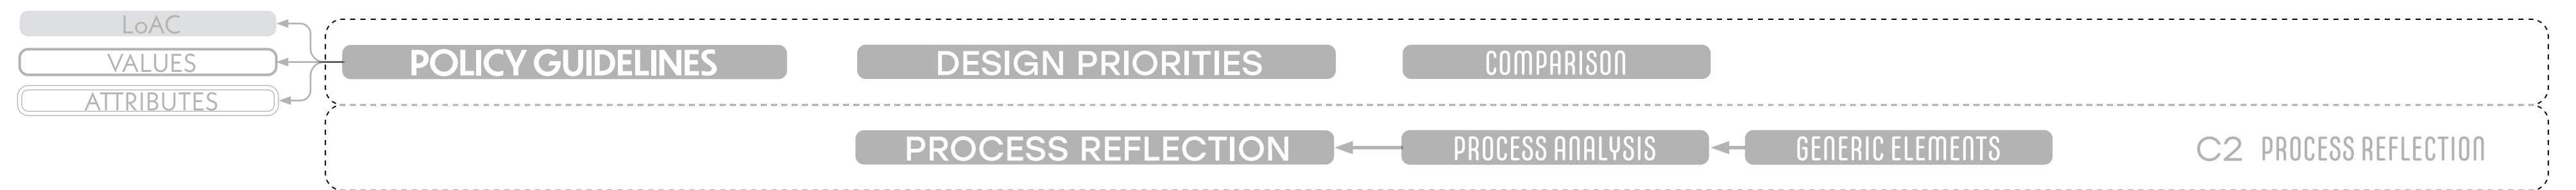 LoAC
VALUES
ATTRIBUTES
POLICY GUIDELINES
DESIGN PRIORITIES
COMPARISON
PROCESS REFLECTION
PROCESS ANALYSIS
GENERIC ELEMENTS
C2 PROCESS REFLECTION